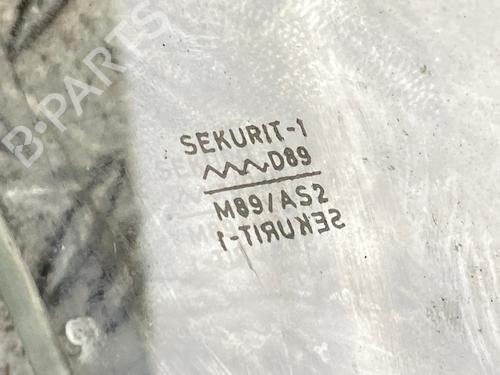 B-PARTS
SEKURIT-1
D89
M89/AS2
SEKURIT-1